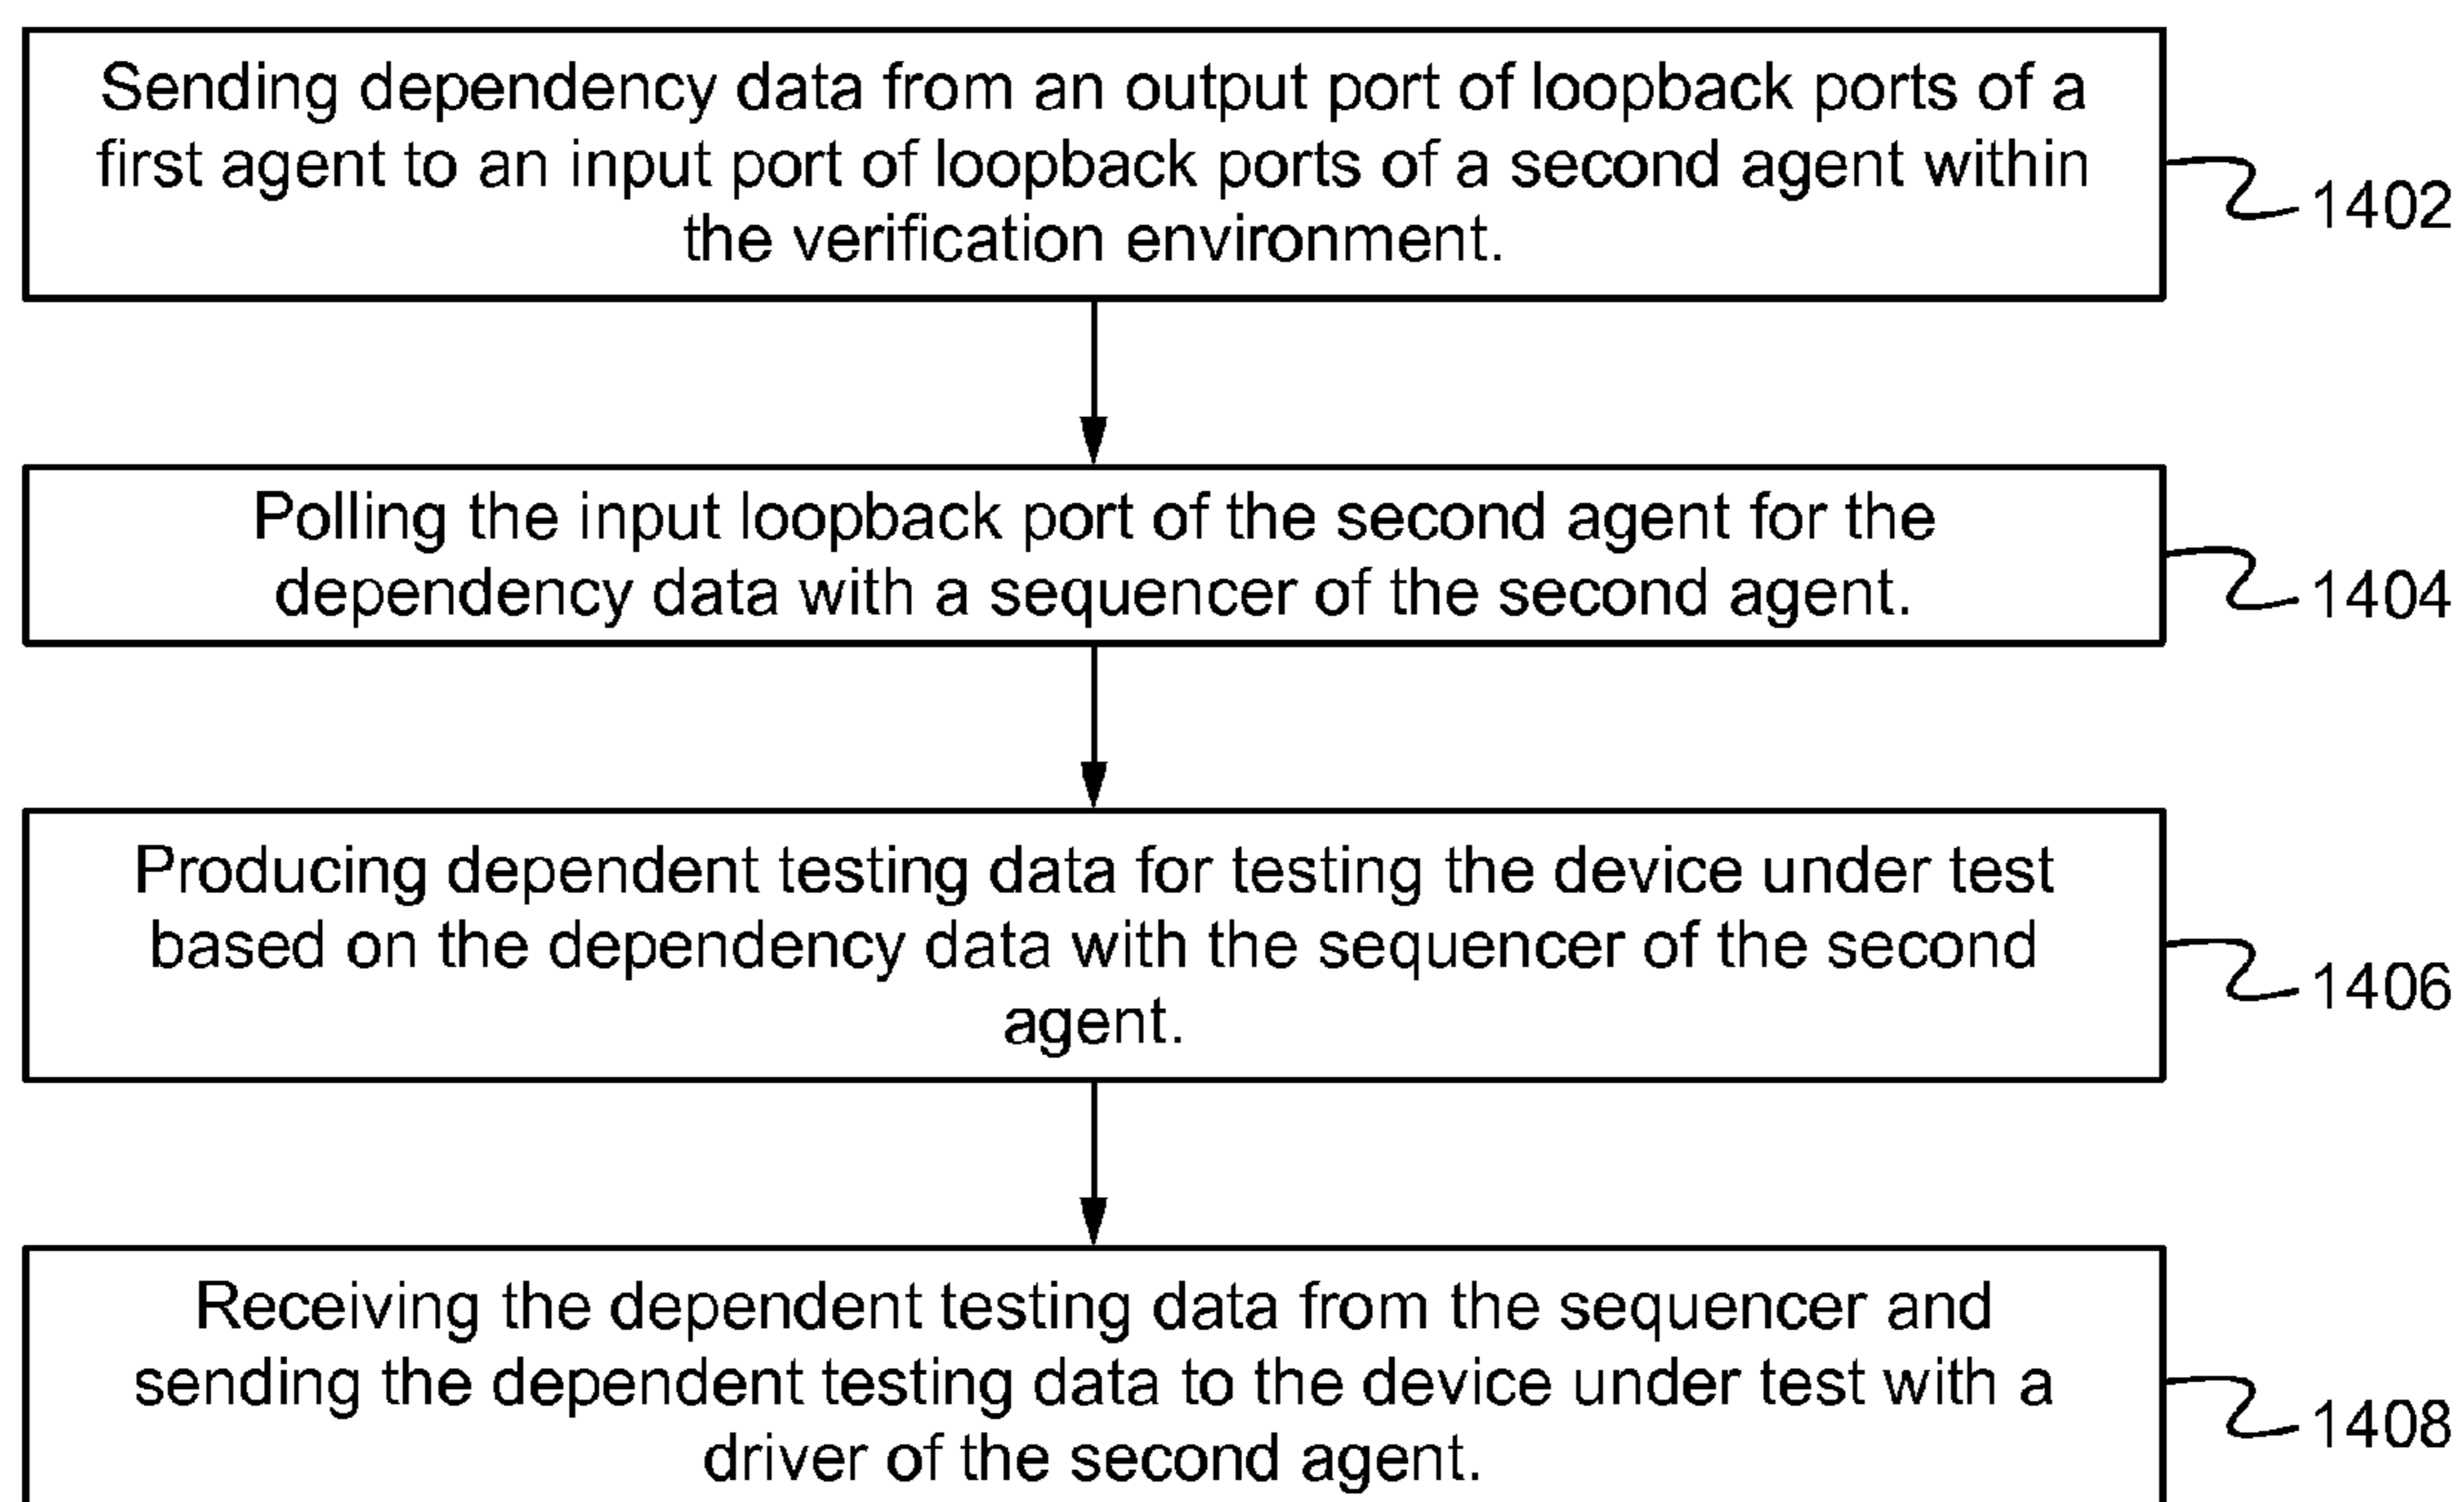 Sending dependency data from an output port of loopback ports of a
first agent to an input port of loopback ports of a second agent within
the verification environment.
1402
Polling the input loopback port of the second agent for the
dependency data with a sequencer of the second agent.
1404
Producing dependent testing data for testing the device under test
based on the dependency data with the sequencer of the second
agent.
1406
Receiving the dependent testing data from the sequencer and
sending the dependent testing data to the device under test with a
driver of the second agent.
1408